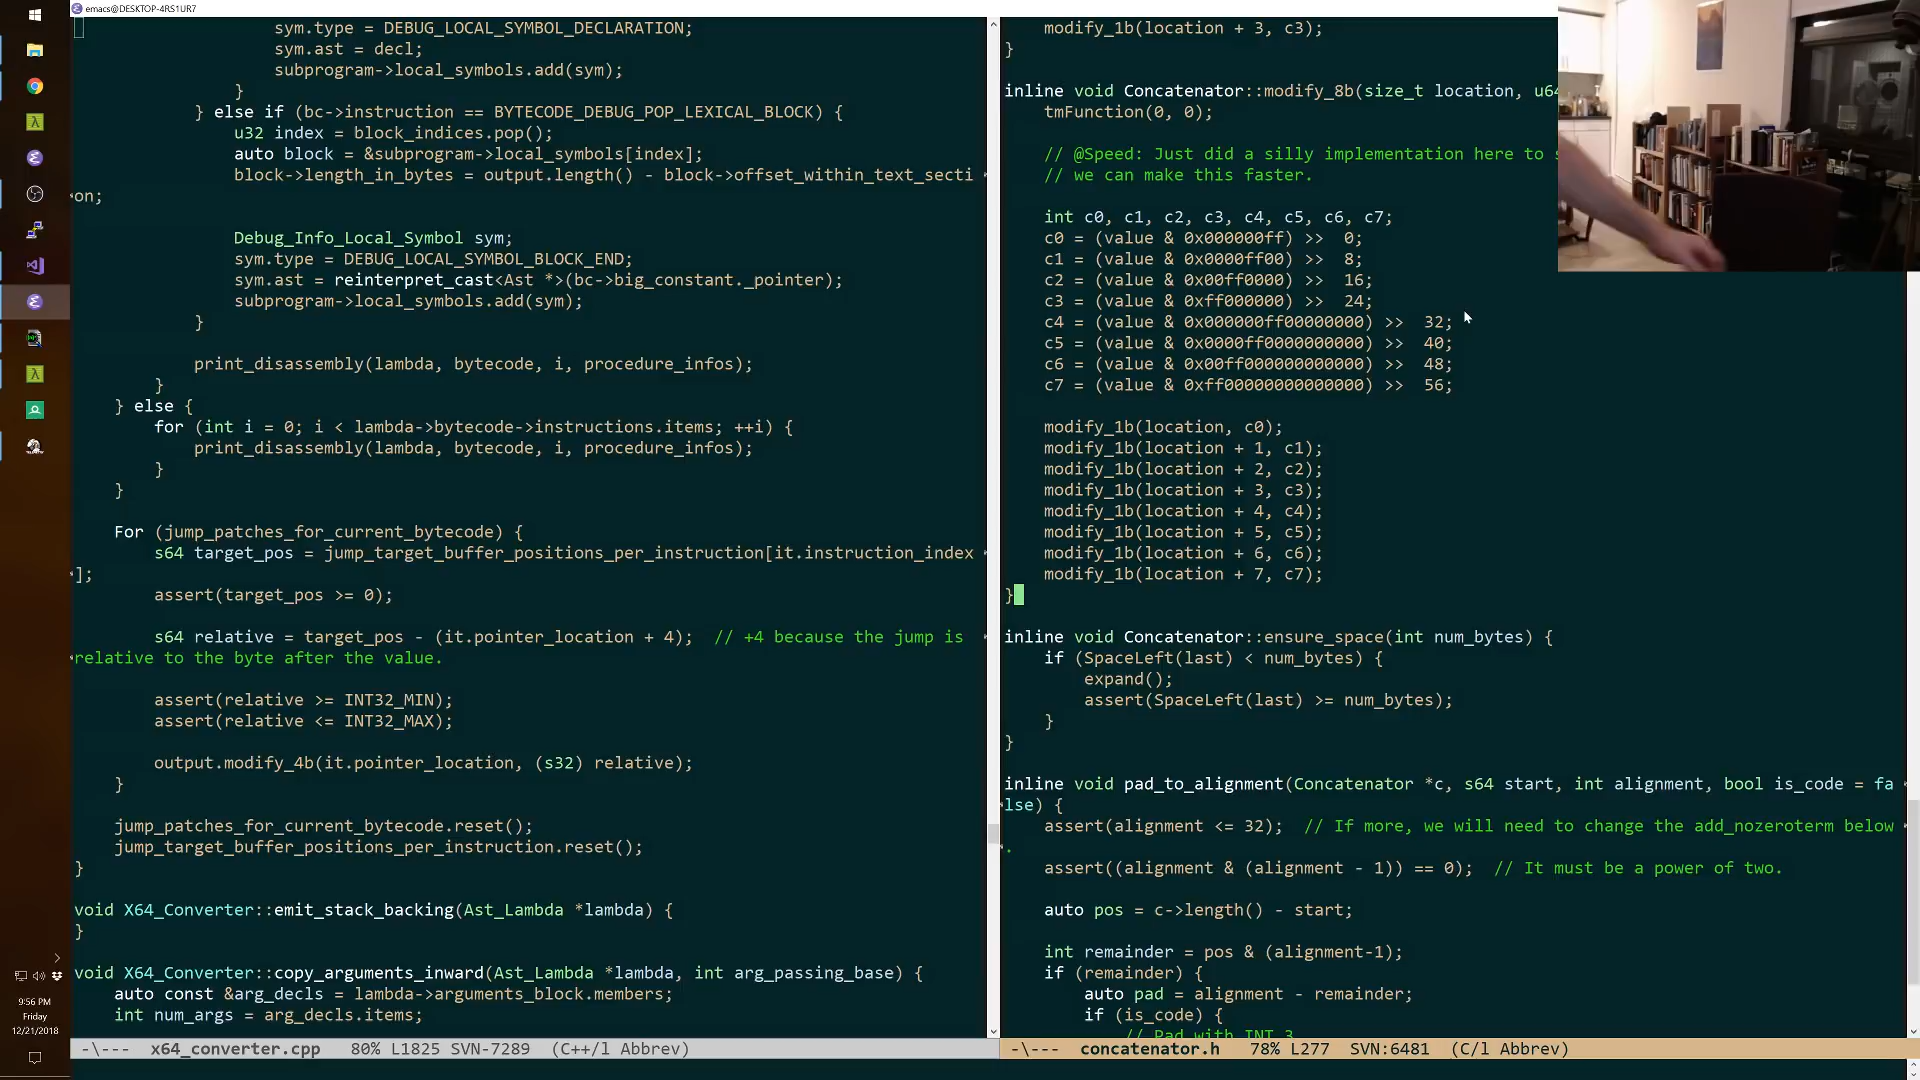 emacs@DESKTOP-4RS1UR7
sym.type = DEBUG_LOCAL_SYMBOL_DECLARATION;
sym.ast = decl;
subprogram->local_symbols.add(sym);
}
} else if (bc->instruction == BYTECODE_DEBUG_POP_LEXICAL_BLOCK) {
u32 index = block_indices.pop();
auto block = &subprogram->local_symbols[index];
block->length_in_bytes = output.length() - block->offset_within_text_secti
on;
Debug_Info_Local_Symbol sym;
sym.type = DEBUG_LOCAL_SYMBOL_BLOCK_END;
sym.ast = reinterpret_cast<Ast *>(bc->big_constant._pointer);
subprogram->local_symbols.add(sym);
}
print_disassembly(lambda, bytecode, i, procedure_infos);
}
} else {
for (int i = 0; i < lambda->bytecode->instructions.items; ++i) {
print_disassembly(lambda, bytecode, i, procedure_infos);
}
}
For (jump_patches_for_current_bytecode) {
s64 target_pos = jump_target_buffer_positions_per_instruction[it.instruction_index
];
assert(target_pos >= 0);
s64 relative = target_pos - (it.pointer_location + 4);  // +4 because the jump is
relative to the byte after the value.
assert(relative >= INT32_MIN);
assert(relative <= INT32_MAX);
output.modify_4b(it.pointer_location, (s32) relative);
}
jump_patches_for_current_bytecode.reset();
jump_target_buffer_positions_per_instruction.reset();
}
void X64_Converter::emit_stack_backing(Ast_Lambda *lambda) {
}
void X64_Converter::copy_arguments_inward(Ast_Lambda *lambda, int arg_passing_base) {
auto const &arg_decls = lambda->arguments_block.members;
int num_args = arg_decls.items;
-\---  x64_converter.cpp   80% L1825 SVN-7289  (C++/l Abbrev)
modify_1b(location + 3, c3);
}
inline void Concatenator::modify_8b(size_t location, u64
tmFunction(0, 0);
// @Speed: Just did a silly implementation here to s
// we can make this faster.
int c0, c1, c2, c3, c4, c5, c6, c7;
c0 = (value & 0x000000ff) >>  0;
c1 = (value & 0x0000ff00) >>  8;
c2 = (value & 0x00ff0000) >>  16;
c3 = (value & 0xff000000) >>  24;
c4 = (value & 0x000000ff00000000) >>  32;
c5 = (value & 0x0000ff0000000000) >>  40;
c6 = (value & 0x00ff000000000000) >>  48;
c7 = (value & 0xff00000000000000) >>  56;
modify_1b(location, c0);
modify_1b(location + 1, c1);
modify_1b(location + 2, c2);
modify_1b(location + 3, c3);
modify_1b(location + 4, c4);
modify_1b(location + 5, c5);
modify_1b(location + 6, c6);
modify_1b(location + 7, c7);
}
inline void Concatenator::ensure_space(int num_bytes) {
if (SpaceLeft(last) < num_bytes) {
expand();
assert(SpaceLeft(last) >= num_bytes);
}
}
inline void pad_to_alignment(Concatenator *c, s64 start, int alignment, bool is_code = fa
lse) {
assert(alignment <= 32);  // If more, we will need to change the add_nozeroterm below
.
assert((alignment & (alignment - 1)) == 0);  // It must be a power of two.
auto pos = c->length() - start;
int remainder = pos & (alignment-1);
if (remainder) {
auto pad = alignment - remainder;
if (is_code) {
// Pad with INT 3
-\---  concatenator.h   78% L277  SVN:6481  (C/l Abbrev)
9:56 PM
Friday
12/21/2018